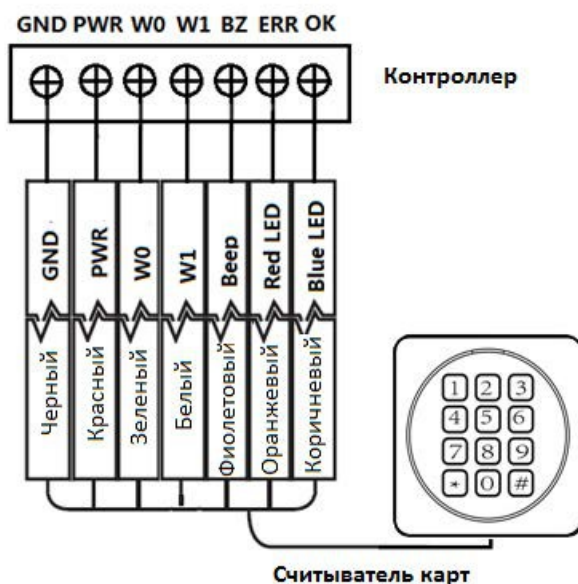 GND PWR W0 W1 BZ ERR OK
Контроллер
GND
PWR
W0
W1
Beep
Red LED
Blue LED
Черный
Красный
Зеленый
Белый
Фиолетовый
Оранжевый
Коричневый
1 2 3
4 5 6
7 8 9
* 0 #
Считыватель карт